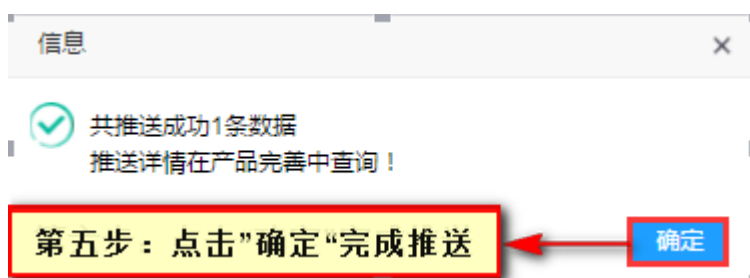 信息
共推送成功1条数据
推送详情在产品完善中查询！
第五步：点击”确定“完成推送
确定